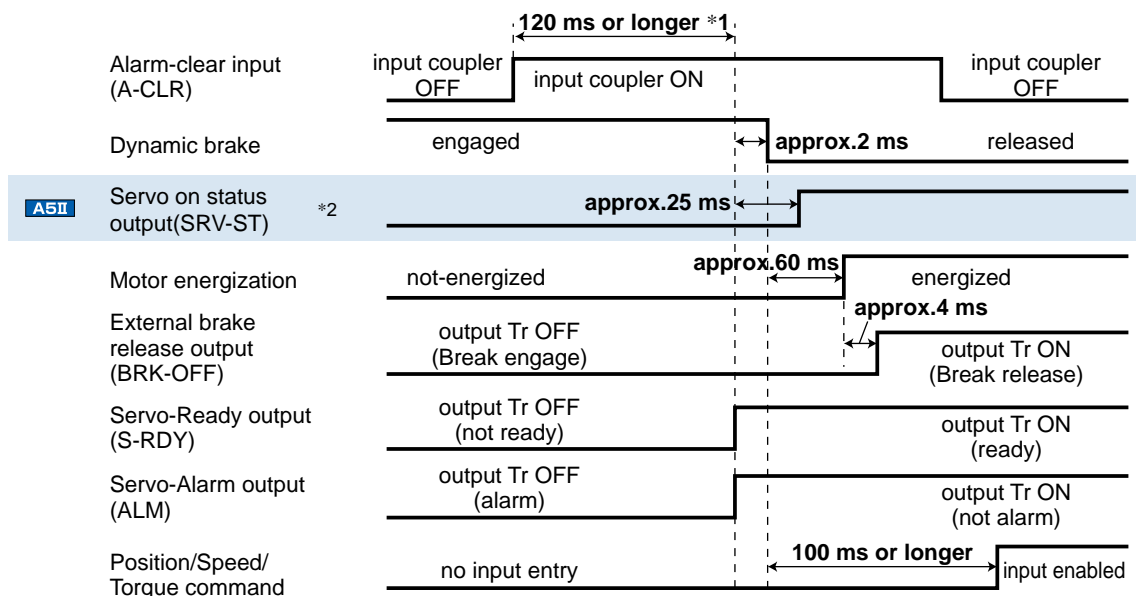 120 ms or longer *1
Alarm-clear input
(A-CLR)
input coupler
OFF
input coupler ON
input coupler
OFF
Dynamic brake
engaged
approx.2 ms
released
A5II
Servo on status
output(SRV-ST)
*2
approx.25 ms
Motor energization
not-energized
approx.60 ms
energized
External brake
release output
(BRK-OFF)
output Tr OFF
(Break engage)
approx.4 ms
output Tr ON
(Break release)
Servo-Ready output
(S-RDY)
output Tr OFF
(not ready)
output Tr ON
(ready)
Servo-Alarm output
(ALM)
output Tr OFF
(alarm)
output Tr ON
(not alarm)
Position/Speed/
Torque command
no input entry
100 ms or longer
input enabled